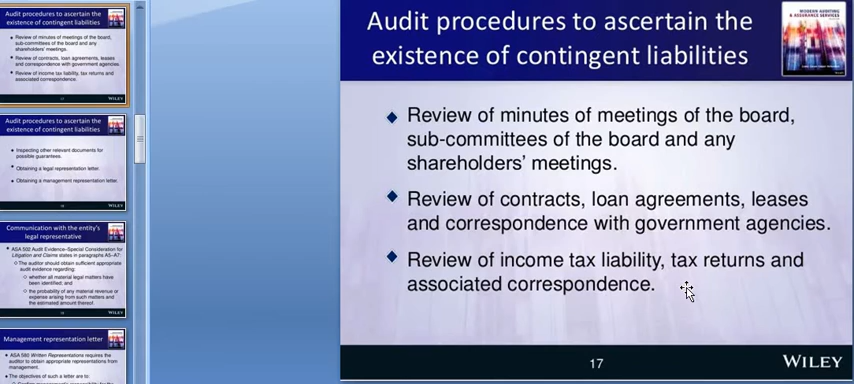 Audit procedures to ascertain the
existence of contingent liabilities
Review of minutes of meetings of the board,
sub-committees of the board and any
shareholders' meetings.
Review of contracts, loan agreements, leases
and correspondence with government agencies.
Review of income tax liability, tax returns and
associated correspondence.
17
WILEY
Audit procedures to ascertain the
existence of contingent liabilities
Inspecting other relevant documents for
possible guarantees.
Obtaining a legal representation letter.
Obtaining a management representation letter.
WILEY
Communication with the entity's
legal representative
ASA 502 Audit Evidence–Special Consideration for
Litigation and Claims states in paragraphs A5–A7:
The auditor should obtain sufficient appropriate
audit evidence regarding:
whether all material legal matters have
been identified; and
the probability of any material revenue or
expense arising from such matters and
the estimated amount thereof.
WILEY
Management representation letter
ASA 580 Written Representations requires the
auditor to obtain appropriate representations from
management.
The objectives of such a letter are to:
Audit procedures to ascertain the
existence of contingent liabilities
MODERN AUDITING
& ASSURANCE SERVICES
Review of minutes of meetings of the board,
sub-committees of the board and any
shareholders' meetings.
Review of contracts, loan agreements, leases
and correspondence with government agencies.
Review of income tax liability, tax returns and
associated correspondence.
17
WILEY